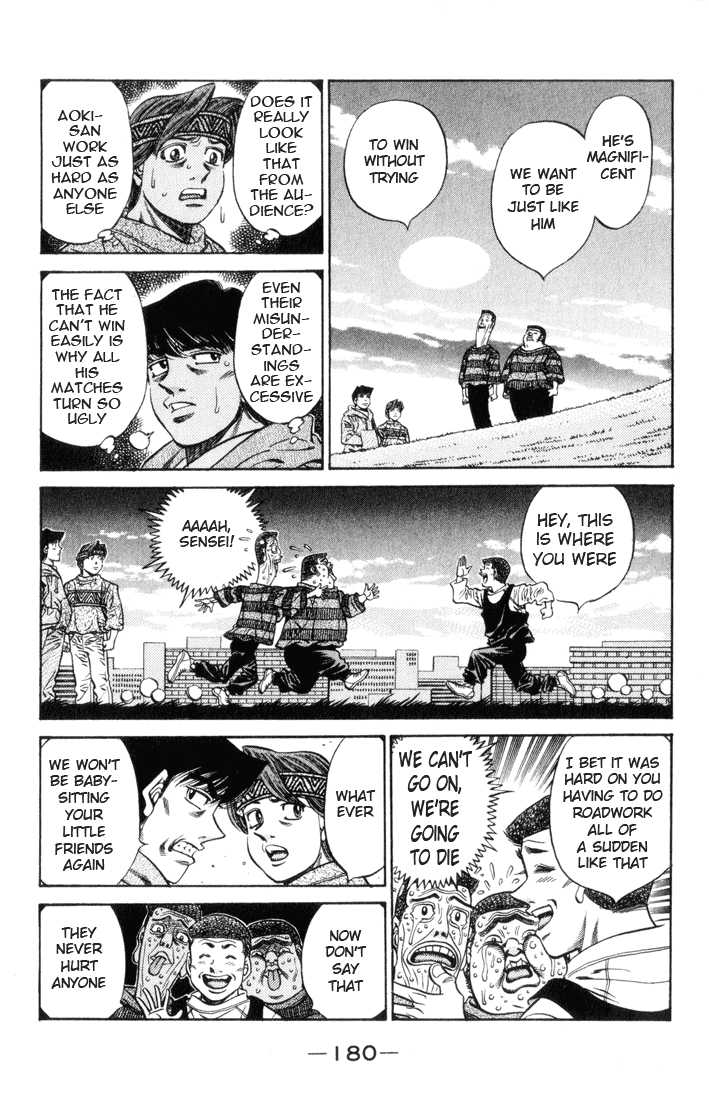 HE'S
MAGNIFI-
CENT
WE WANT
TO BE
JUST LIKE
HIM
TO WIN
WITHOUT
TRYING
DOES IT
REALLY
LOOK
LIKE
THAT
FROM
THE AU-
DIENCE?
AOKI-
SAN
WORK
JUST AS
HARD AS
ANYONE
ELSE
EVEN
THEIR
MISUN-
DER-
STAND-
INGS
ARE EX-
CESSIVE
THE FACT
THAT HE
CAN'T WIN
EASILY IS
WHY ALL
HIS
MATCHES
TURN SO
UGLY
HEY, THIS
IS WHERE
YOU WERE
AAAAH,
SENSEI!
I BET IT WAS
HARD ON YOU
HAVING TO DO
ROADWORK
ALL OF
A SUDDEN
LIKE THAT
WE CAN'T
GO ON,
WE'RE
GOING
TO DIE
WHAT
EVER
WE WON'T
BE BABY-
SITTING
YOUR
LITTLE
FRIENDS
AGAIN
NOW
DON'T
SAY
THAT
THEY
NEVER
HURT
ANYONE
—180—